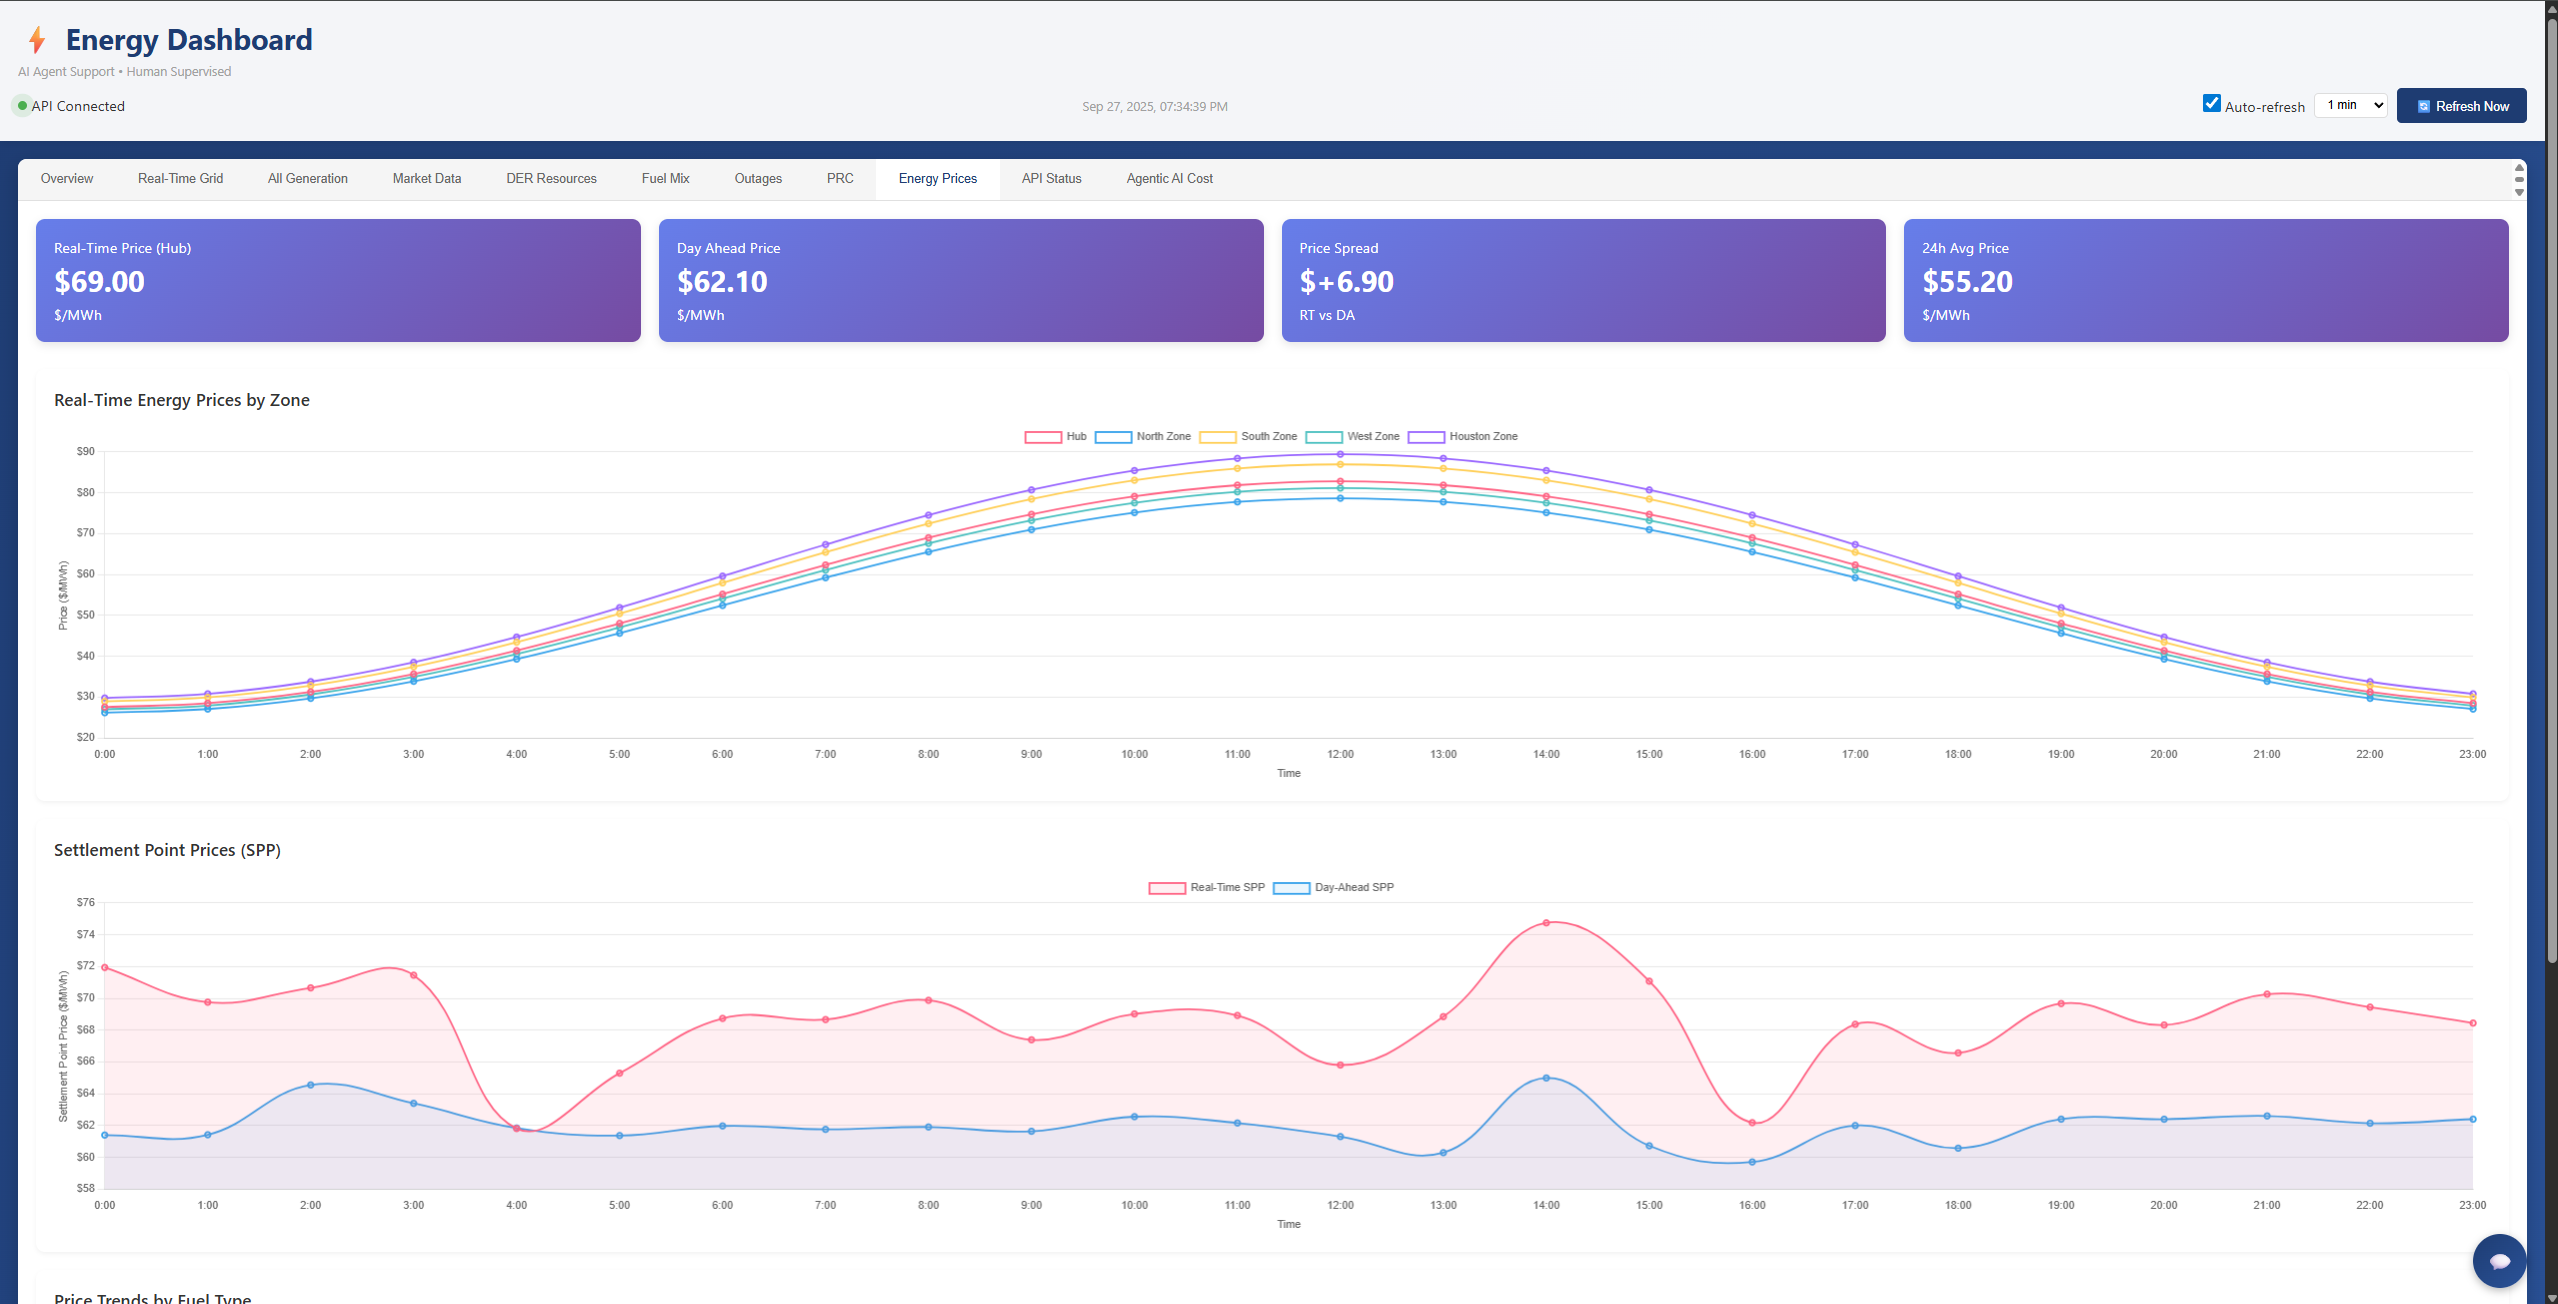 Energy Dashboard
AI Agent Support • Human Supervised
API Connected
Sep 27, 2025, 07:34:39 PM
Auto-refresh
1 min
Refresh Now
Overview Real-Time Grid All Generation Market Data DER Resources Fuel Mix Outages PRC Energy Prices API Status Agentic AI Cost
Real-Time Price (Hub)
$69.00
$/MWh
Day Ahead Price
$62.10
$/MWh
Price Spread
$+6.90
RT vs DA
24h Avg Price
$55.20
$/MWh
Real-Time Energy Prices by Zone
Hub North Zone South Zone West Zone Houston Zone
Price ($/MWh)
$90
$80
$70
$60
$50
$40
$30
$20
0:00 1:00 2:00 3:00 4:00 5:00 6:00 7:00 8:00 9:00 10:00 11:00 12:00 13:00 14:00 15:00 16:00 17:00 18:00 19:00 20:00 21:00 22:00 23:00
Time
Settlement Point Prices (SPP)
Real-Time SPP Day-Ahead SPP
Settlement Point Price ($/MWh)
$76
$74
$72
$70
$68
$66
$64
$62
$60
$58
0:00 1:00 2:00 3:00 4:00 5:00 6:00 7:00 8:00 9:00 10:00 11:00 12:00 13:00 14:00 15:00 16:00 17:00 18:00 19:00 20:00 21:00 22:00 23:00
Time
Price Trends by Fuel Type